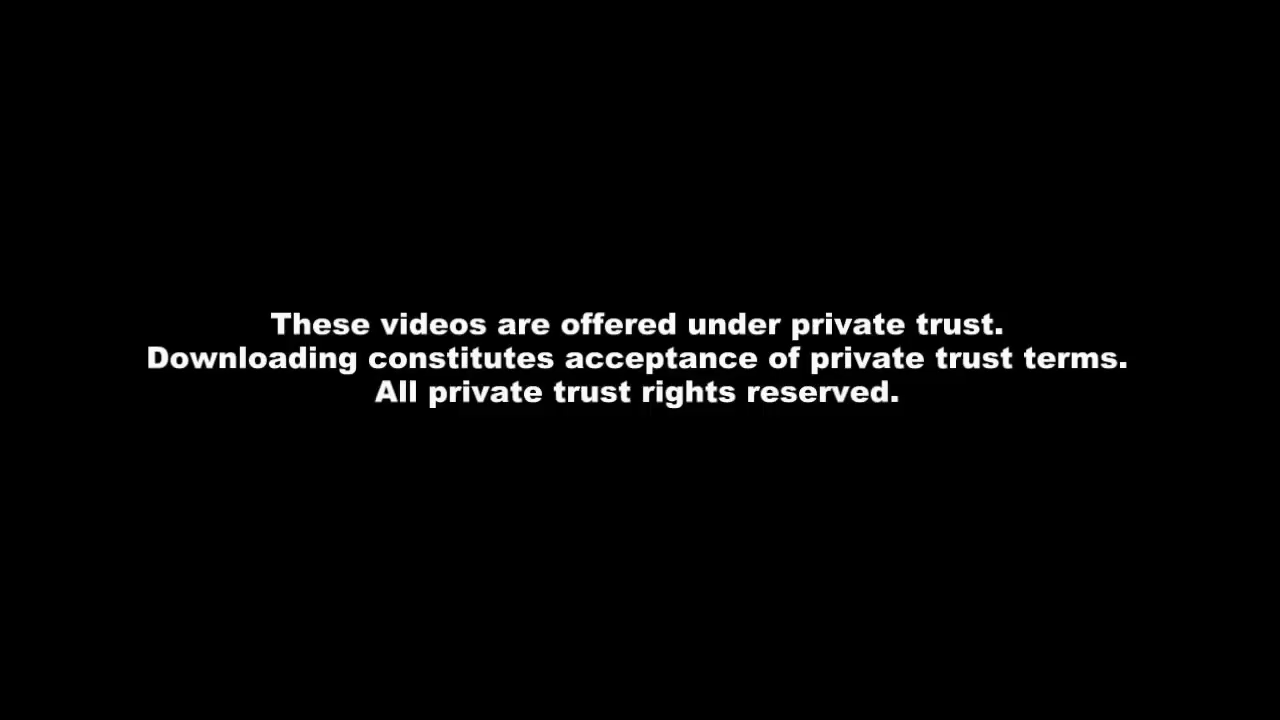 These videos are offered under private trust.
Downloading constitutes acceptance of private trust terms.
All private trust rights reserved.